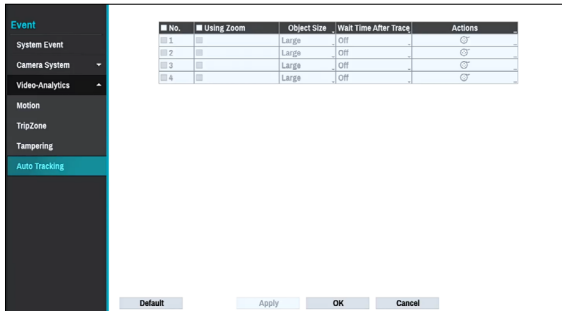 Event
System Event
Camera System
Video-Analytics
Motion
TripZone
Tampering
Auto Tracking
No. Using Zoom Object Size Wait Time After Trace Actions
1 Large Off
2 Large Off
3 Large Off
4 Large Off
Default Apply OK Cancel